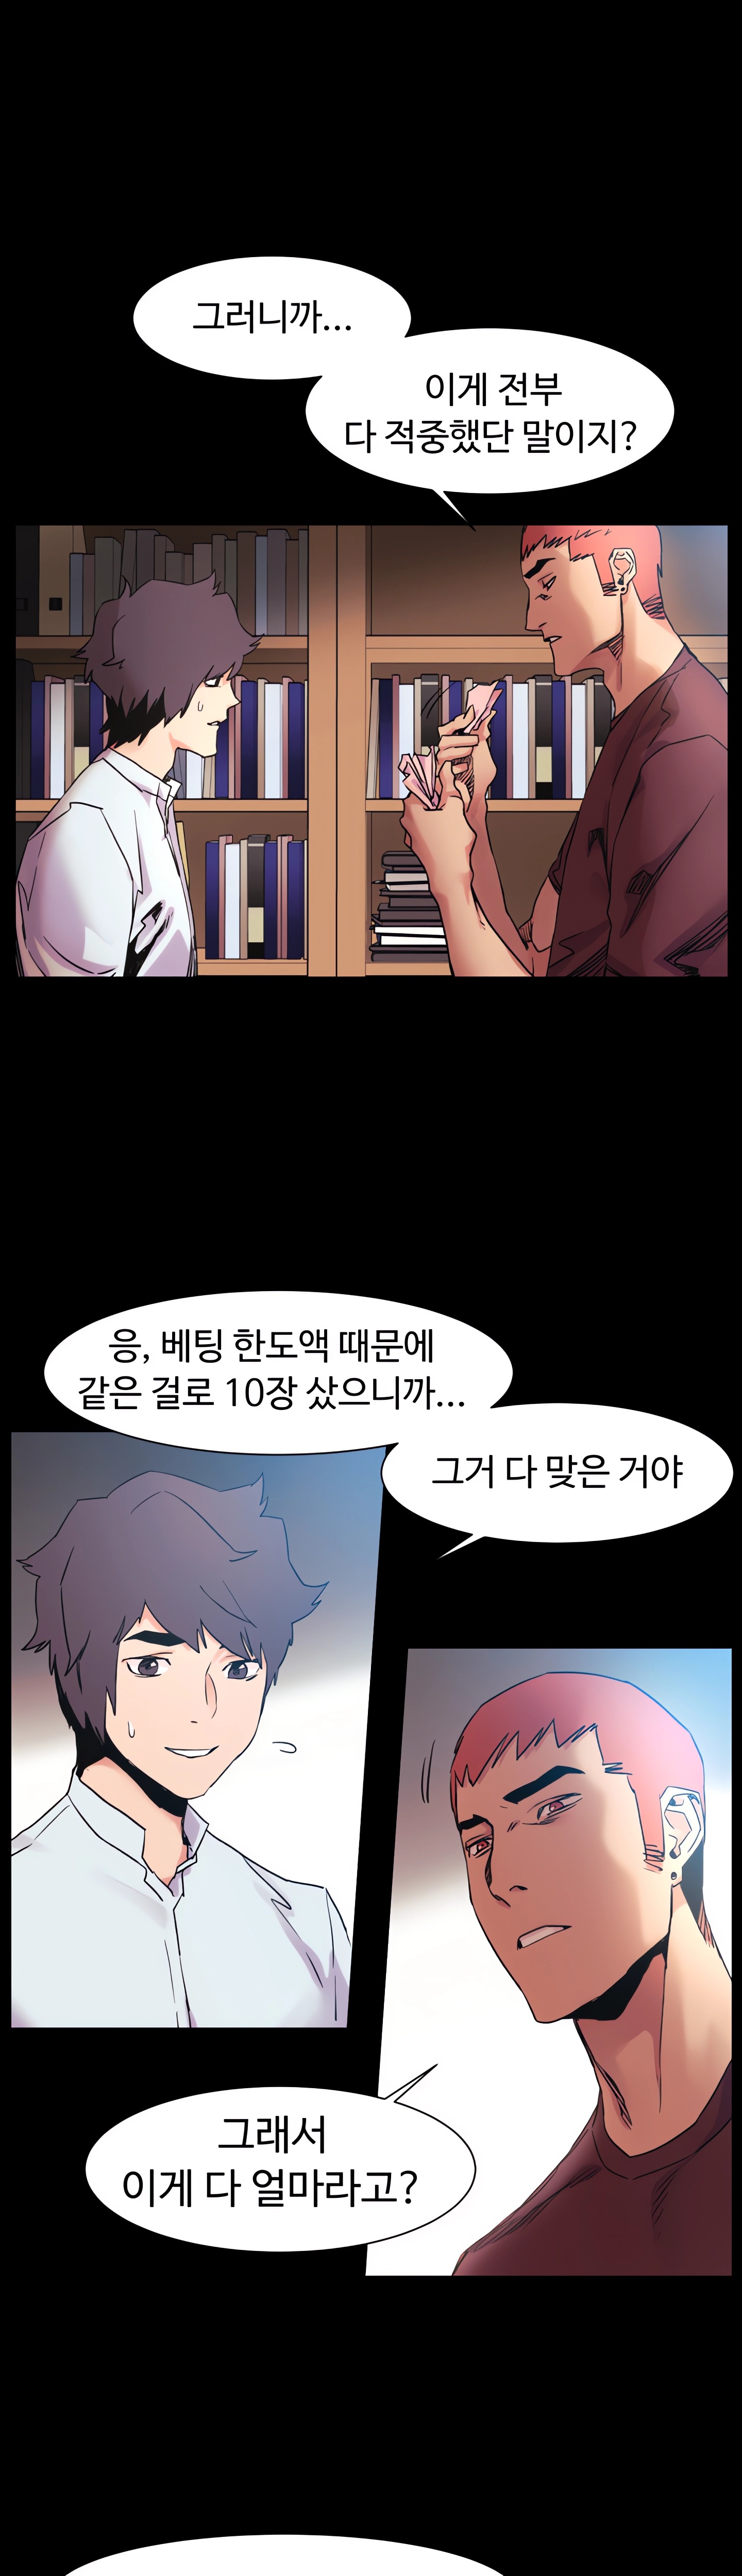 그러니까...
이게 전부
다 적중했단 말이지?
응, 베팅 한도액 때문에
같은 걸로 10장 샀으니까...
그거 다 맞은 거야
그래서
이게 다 얼마라고?